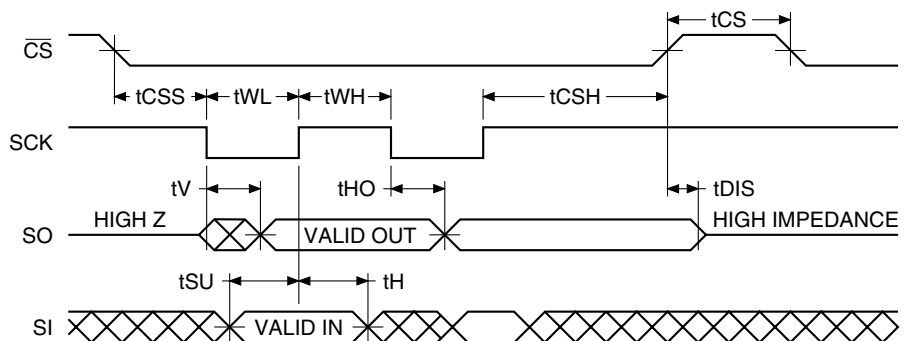 tCS
CS
tCSS tWL tWH tCSH
SCK
tV tHO tDIS
HIGH Z HIGH IMPEDANCE
SO VALID OUT
tSU tH
SI VALID IN